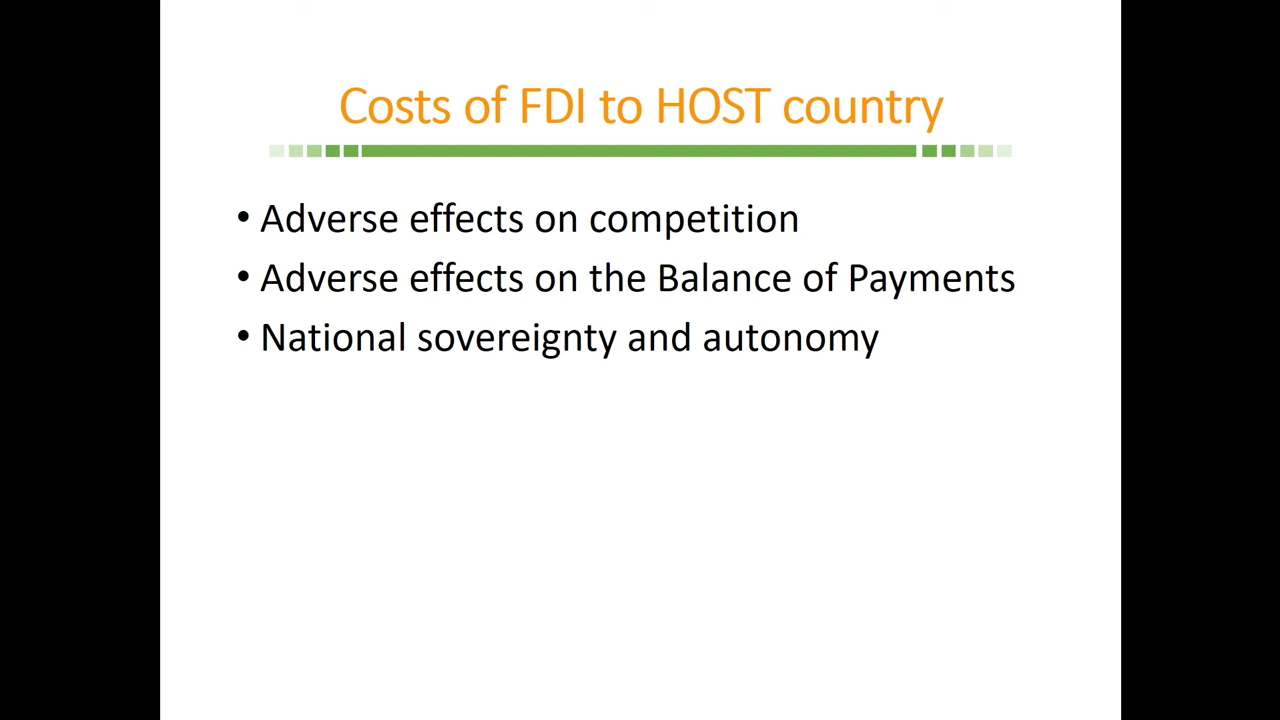 Costs of FDI to HOST country
• Adverse effects on competition
• Adverse effects on the Balance of Payments
• National sovereignty and autonomy